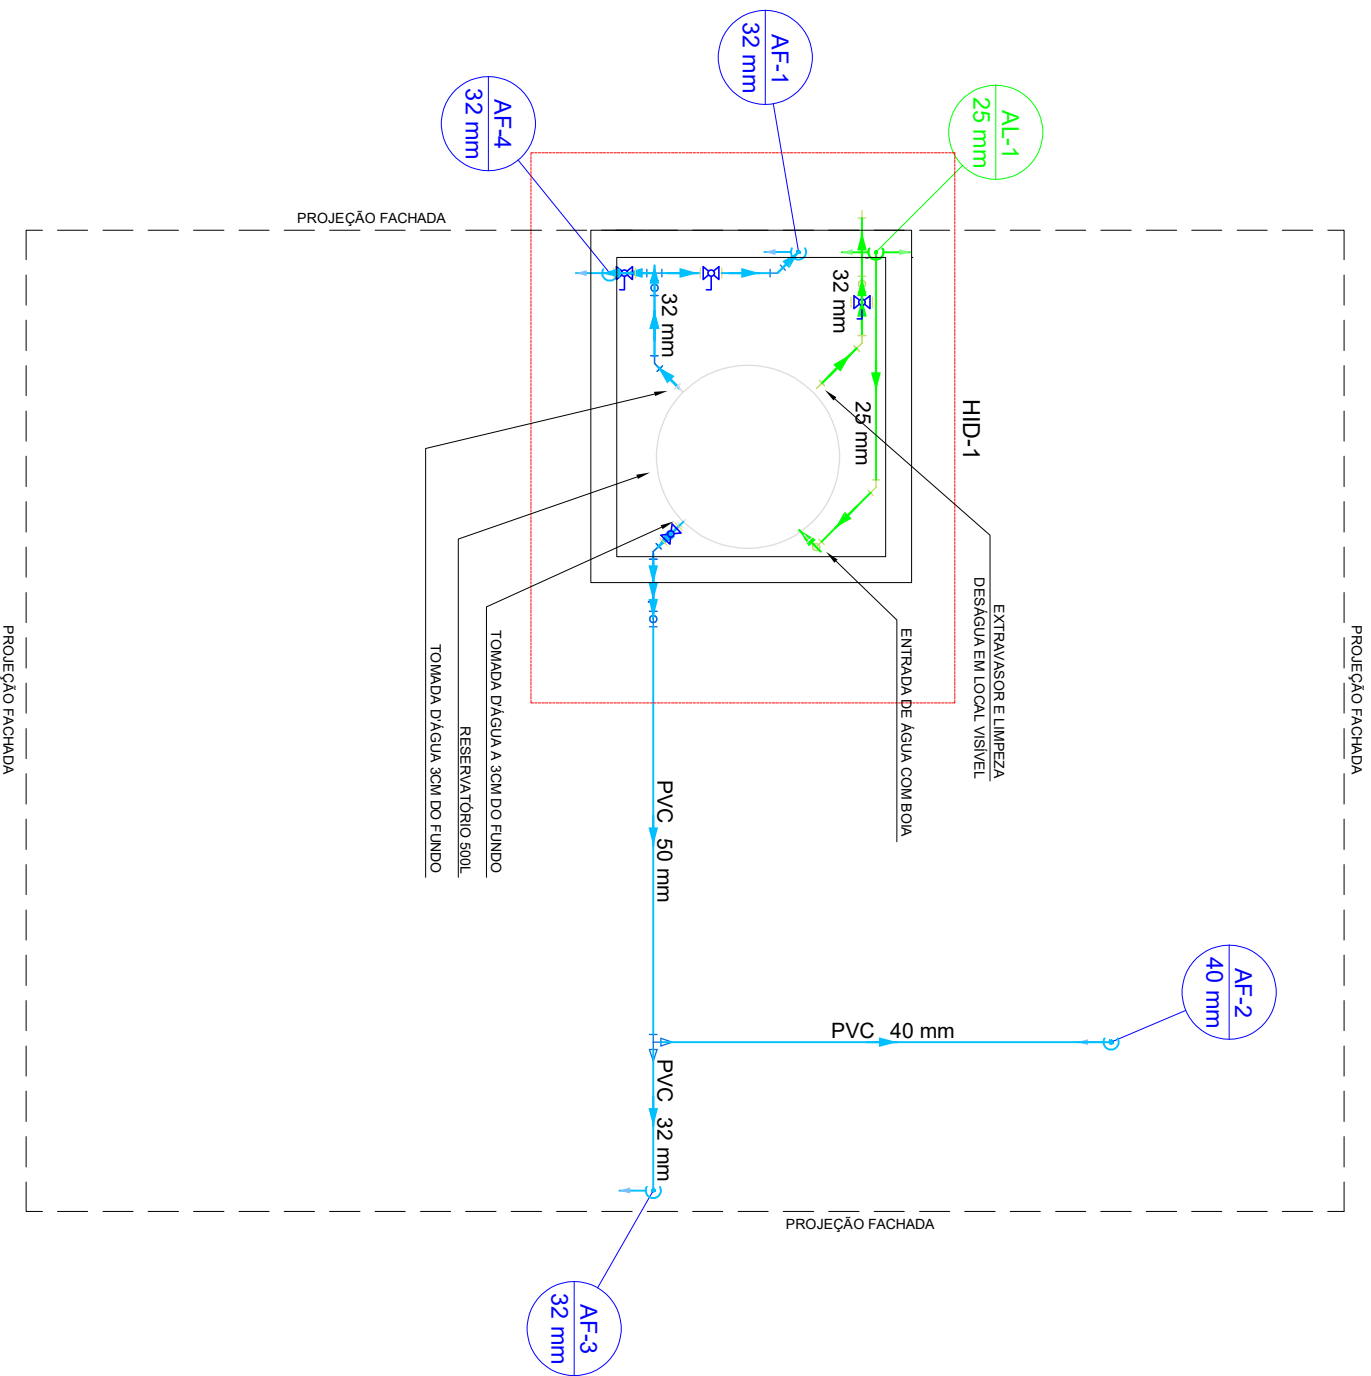 AF-1
32 mm
AL-1
25 mm
AF-4
32 mm
PROJEÇÃO FACHADA
32 mm
32 mm
25 mm
HID-1
EXTRAVASOR E LIMPEZA
DESÁGUA EM LOCAL VISÍVEL
ENTRADA DE ÁGUA COM BOIA
TOMADA D'ÁGUA A 3CM DO FUNDO
RESERVATÓRIO 500L
TOMADA D'ÁGUA 3CM DO FUNDO
PROJEÇÃO FACHADA
PROJEÇÃO FACHADA
PVC 50 mm
AF-2
40 mm
PVC 40 mm
PVC 32 mm
PROJEÇÃO FACHADA
AF-3
32 mm